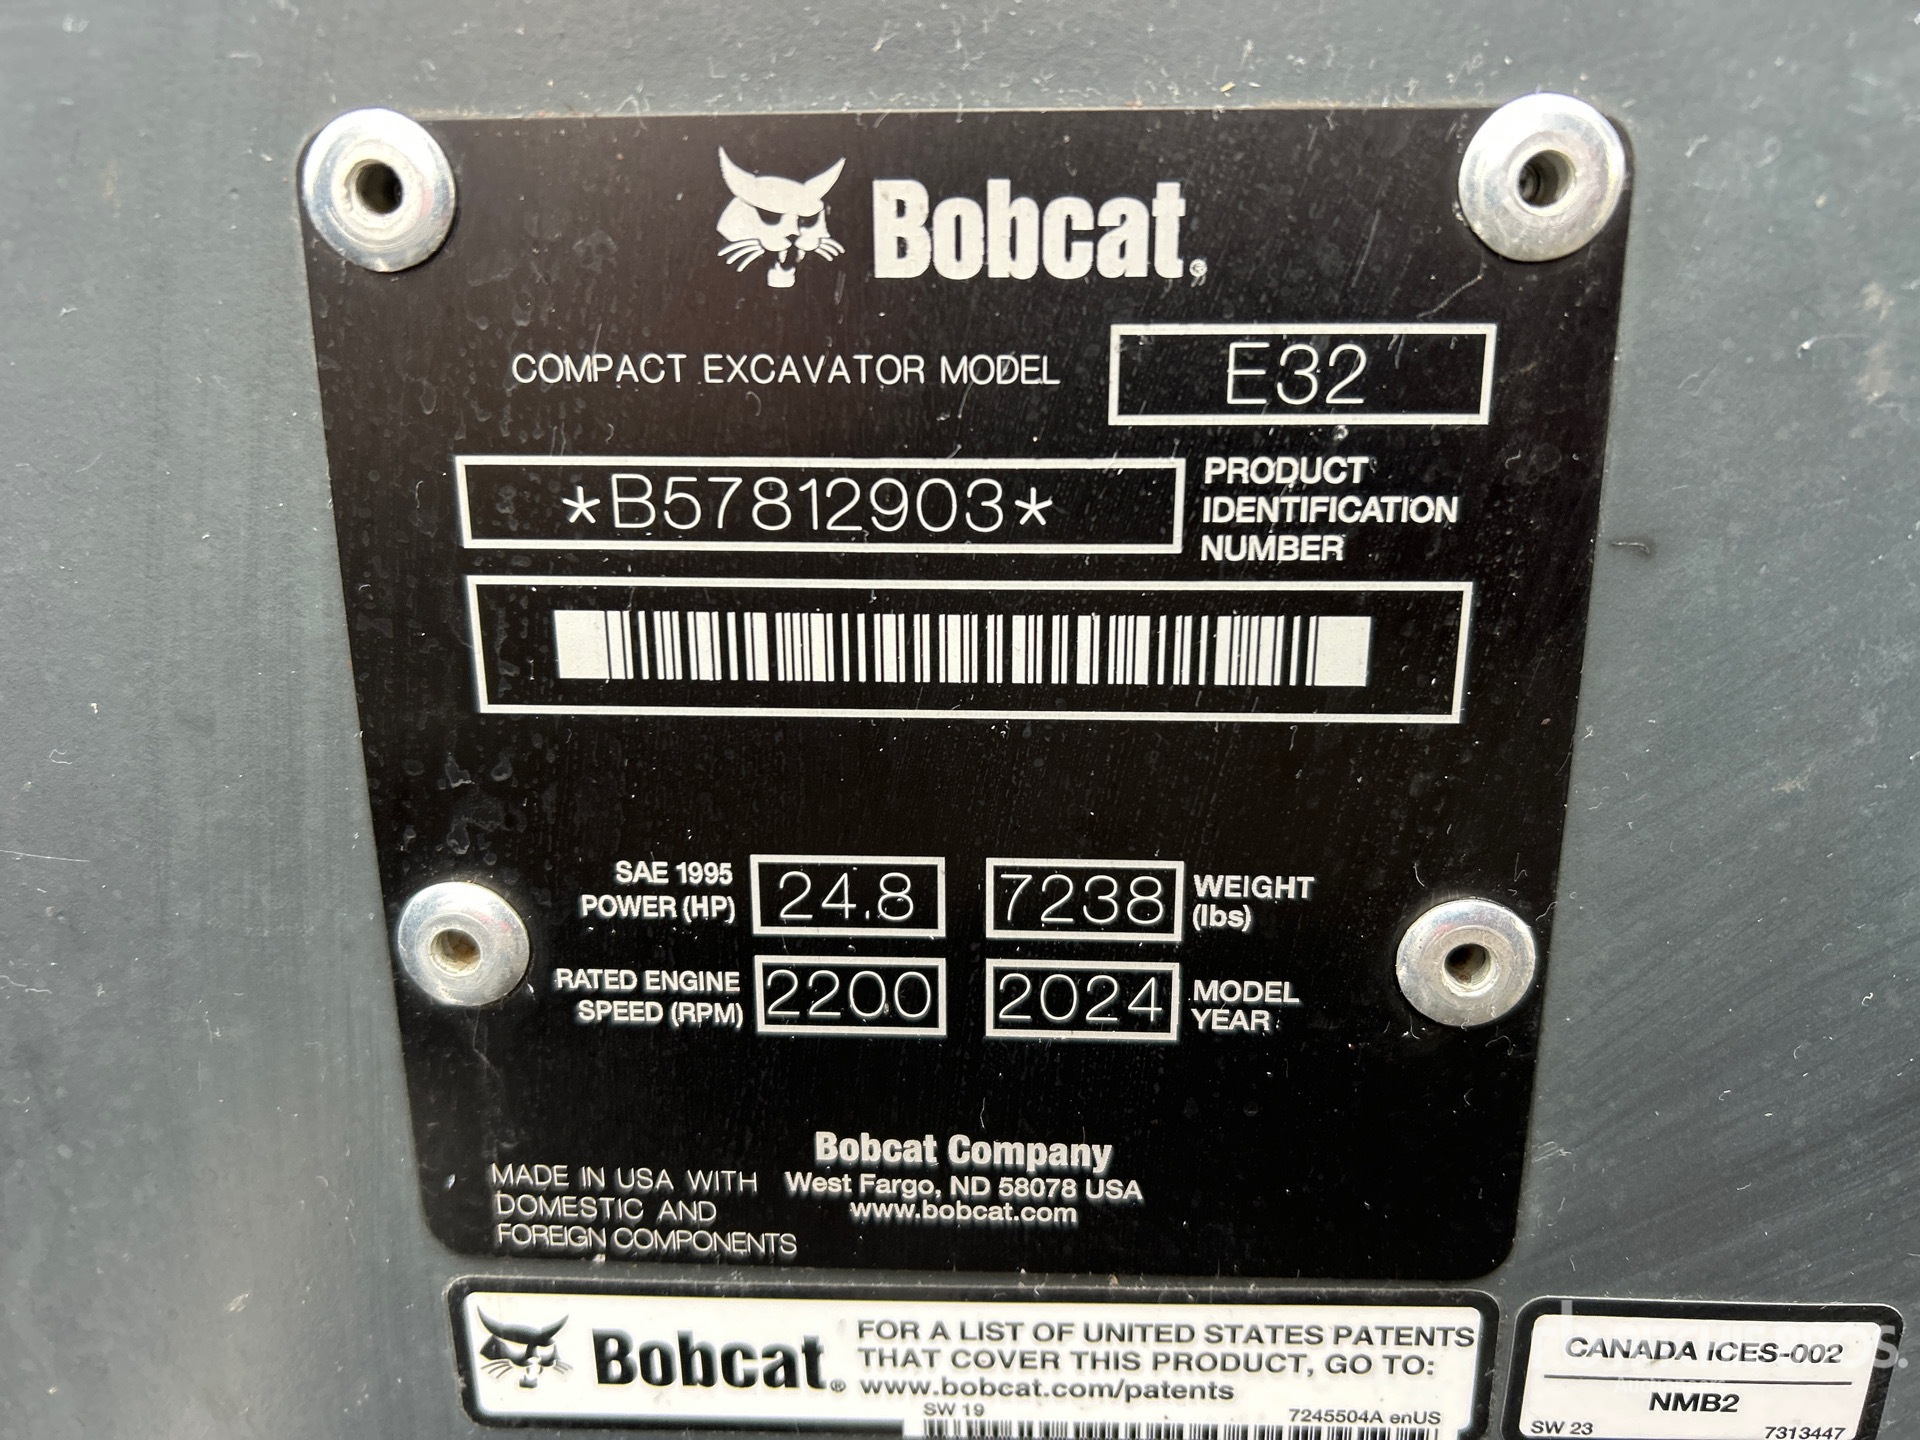 Bobcat®
COMPACT EXCAVATOR MODEL E32
*B57812903* PRODUCT
IDENTIFICATION
NUMBER
SAE 1995
POWER (HP) 24.8
7238 WEIGHT
(lbs)
RATED ENGINE
SPEED (RPM) 2200
2024 MODEL
YEAR
Bobcat Company
West Fargo, ND 58078 USA
www.bobcat.com
MADE IN USA WITH
DOMESTIC AND
FOREIGN COMPONENTS
Bobcat®
FOR A LIST OF UNITED STATES PATENTS
THAT COVER THIS PRODUCT, GO TO:
www.bobcat.com/patents
SW 19 7245504A enUS
CANADA ICES-002
NMB2
SW 23 7313447